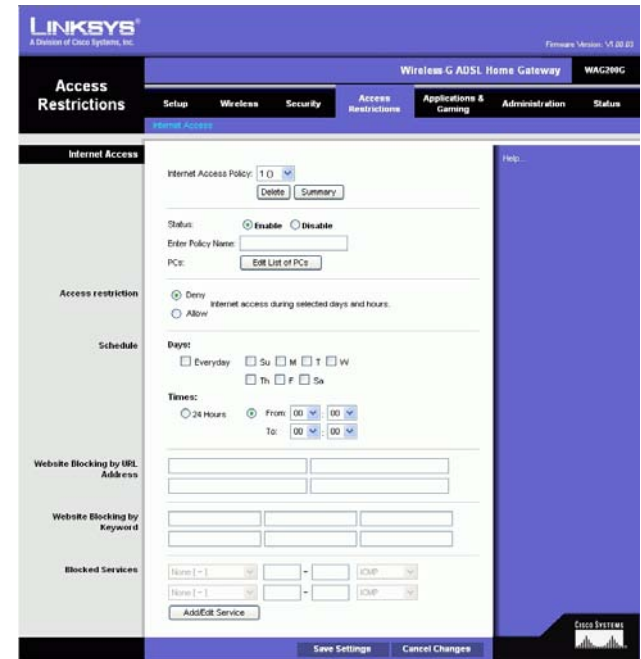 LINKSYS®
A Division of Cisco Systems, Inc.
Firmware Version: V1.00.03
Wireless-G ADSL Home Gateway WAG200G
Access Restrictions
Setup Wireless Security Access Restrictions Applications & Gaming Administration Status
Internet Access
Internet Access
Help...
Internet Access Policy: 1 ()
Delete Summary
Status: Enable Disable
Enter Policy Name:
PCs: Edit List of PCs
Access restriction
Deny
Internet access during selected days and hours.
Allow
Schedule
Days:
Everyday Su M T W
Th F Sa
Times:
24 Hours From: 00 : 00
To: 00 : 00
Website Blocking by URL Address
Website Blocking by Keyword
Blocked Services
None [ - ] - ICMP
None [ - ] - ICMP
Add/Edit Service
CISCO SYSTEMS
Save Settings Cancel Changes